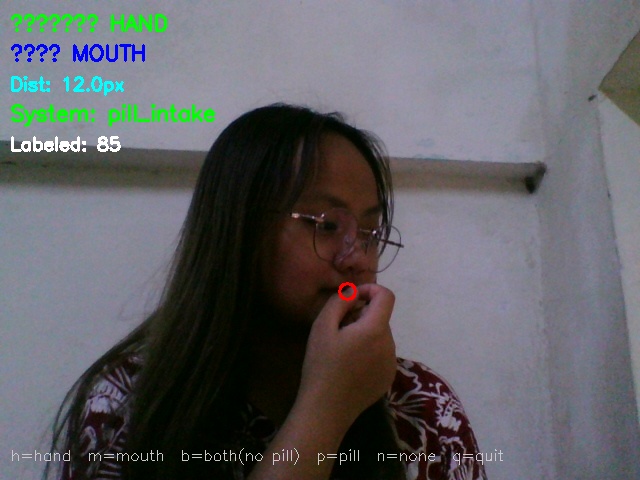 ??????? HAND
???? MOUTH
Dist: 12.0px
System: pill_intake
Labeled: 85
h=hand m=mouth b=both(no pill) p=pill n=none q=quit